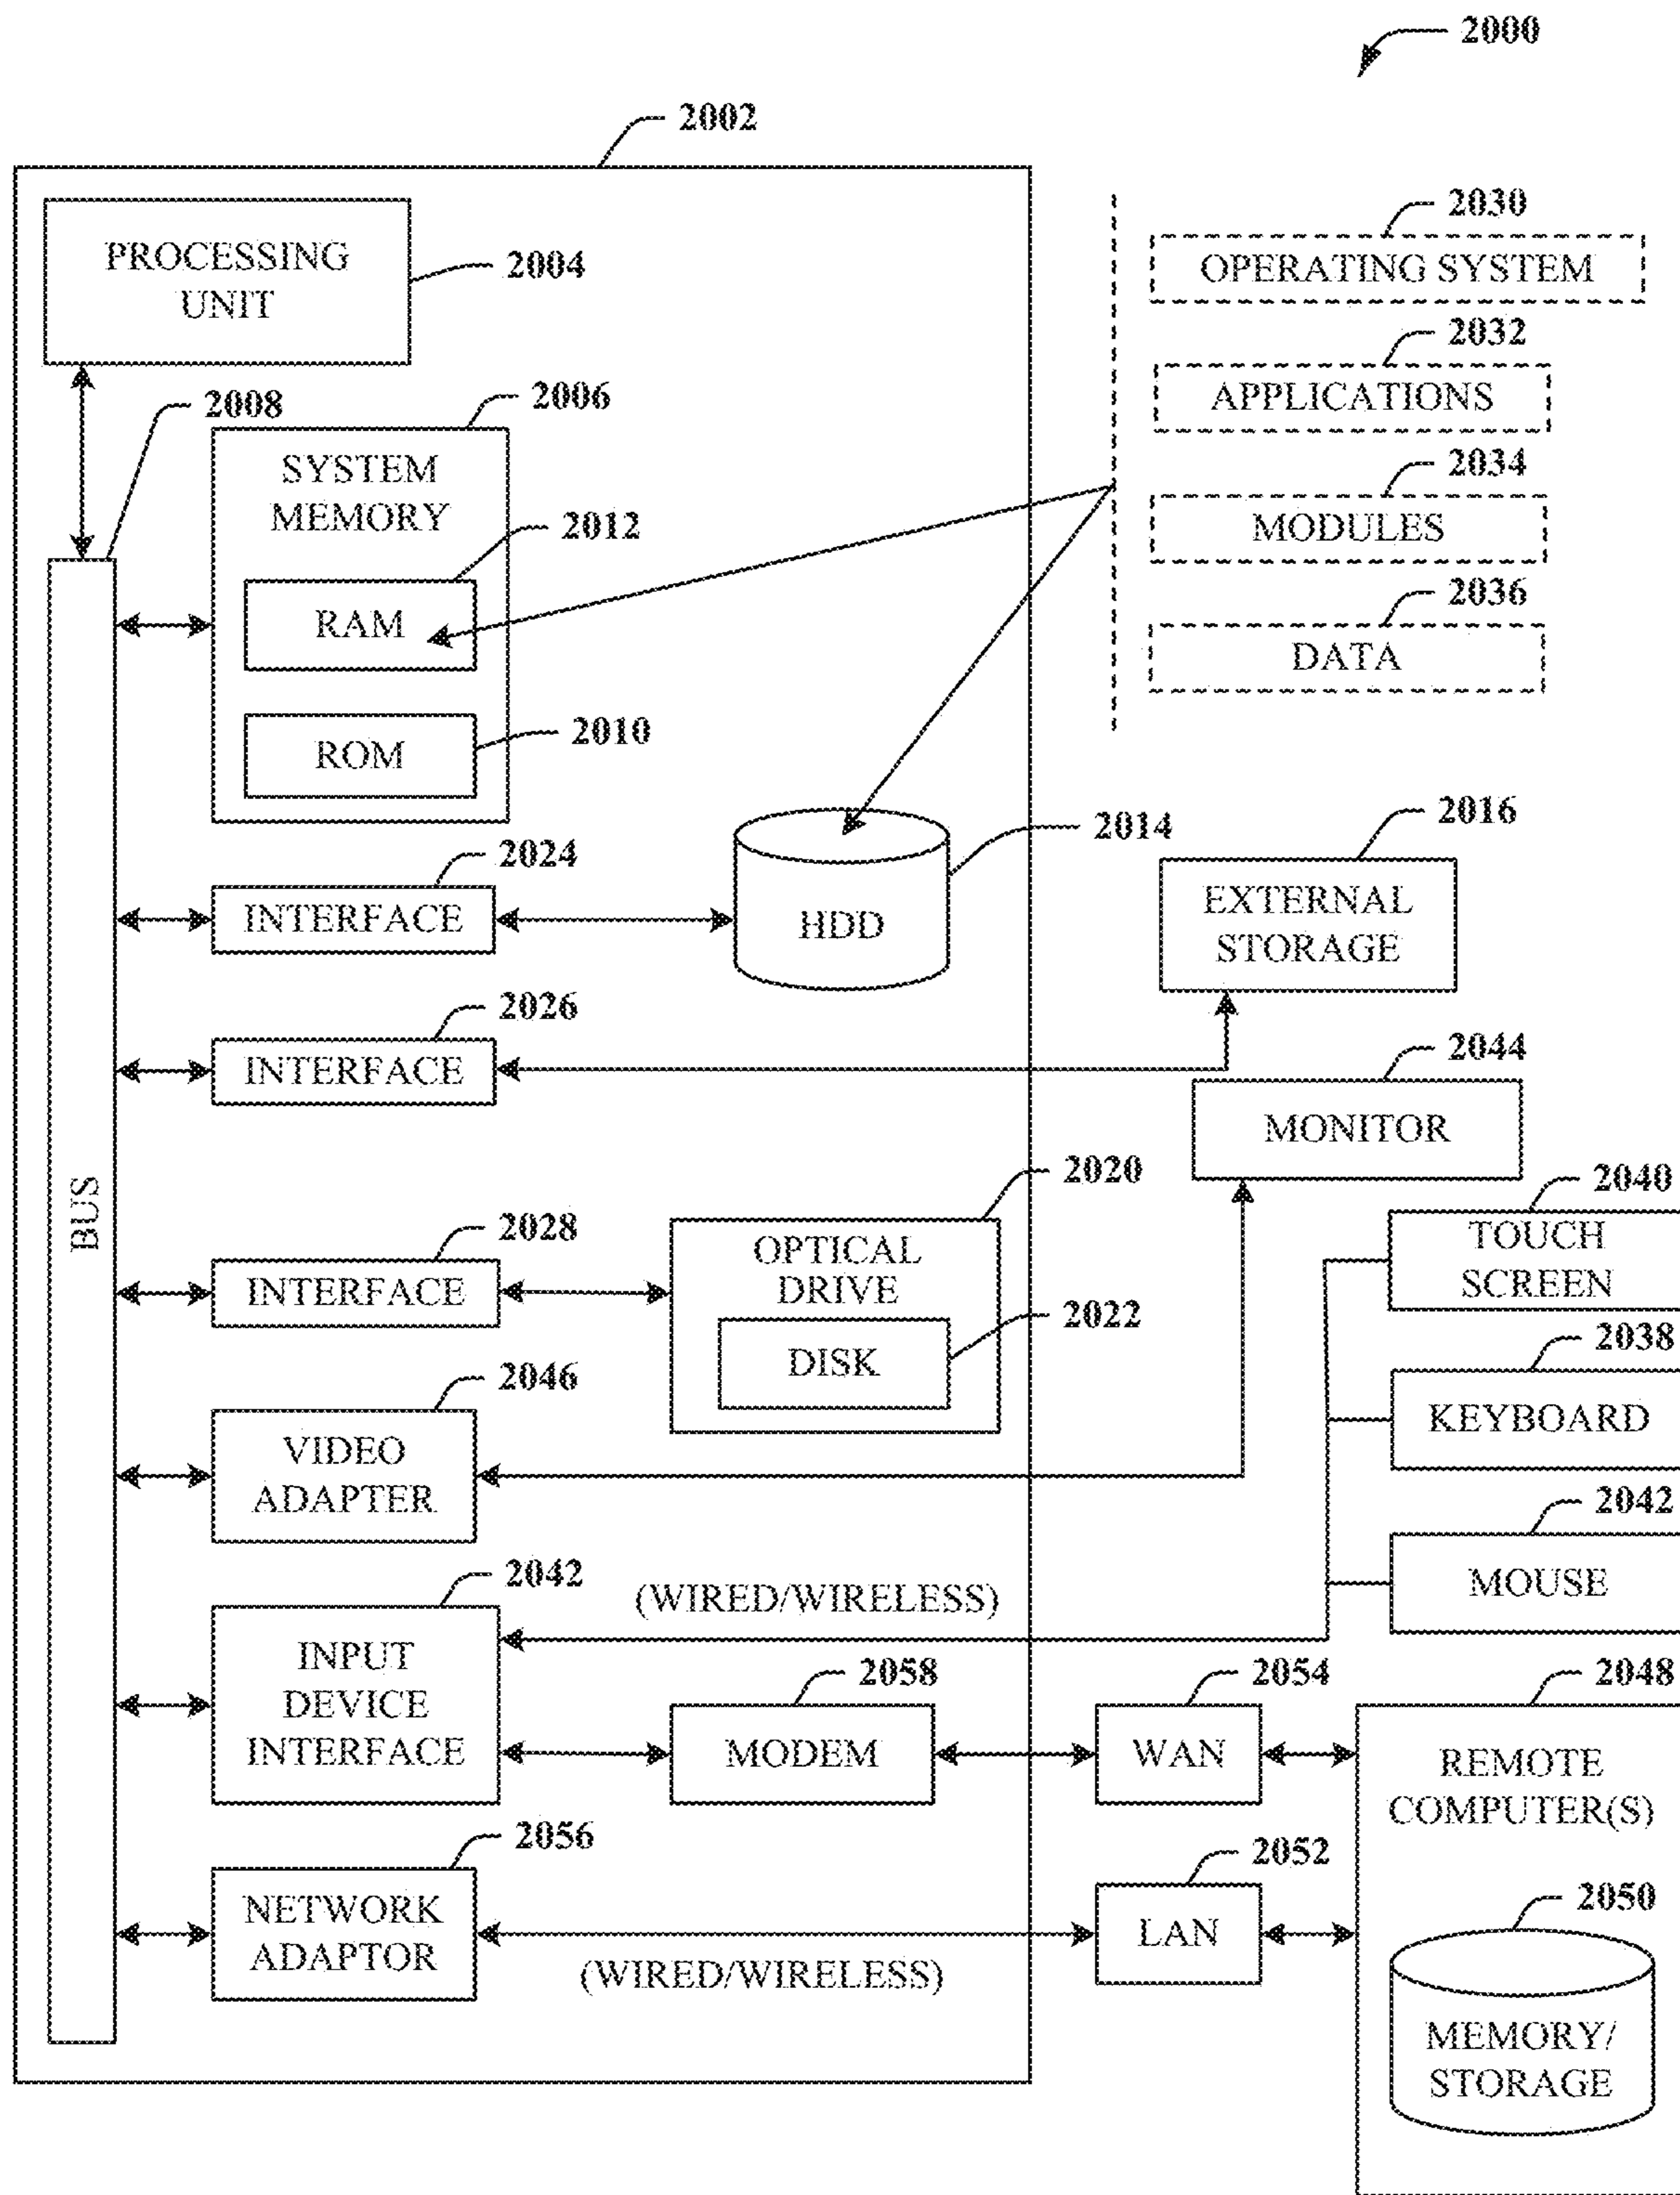 2000
2002
PROCESSING
UNIT
2004
2030
OPERATING SYSTEM
2032
APPLICATIONS
2034
MODULES
2036
DATA
2008
2006
SYSTEM
MEMORY
2012
RAM
2010
ROM
2024
INTERFACE
2014
HDD
2016
EXTERNAL
STORAGE
2026
INTERFACE
2044
MONITOR
BUS
2028
INTERFACE
2020
OPTICAL
DRIVE
2022
DISK
2040
TOUCH
SCREEN
2038
KEYBOARD
2042
MOUSE
2046
VIDEO
ADAPTER
2042
INPUT
DEVICE
INTERFACE
(WIRED/WIRELESS)
2058
MODEM
2054
WAN
2048
REMOTE
COMPUTER(S)
2056
NETWORK
ADAPTOR
(WIRED/WIRELESS)
2052
LAN
2050
MEMORY/
STORAGE